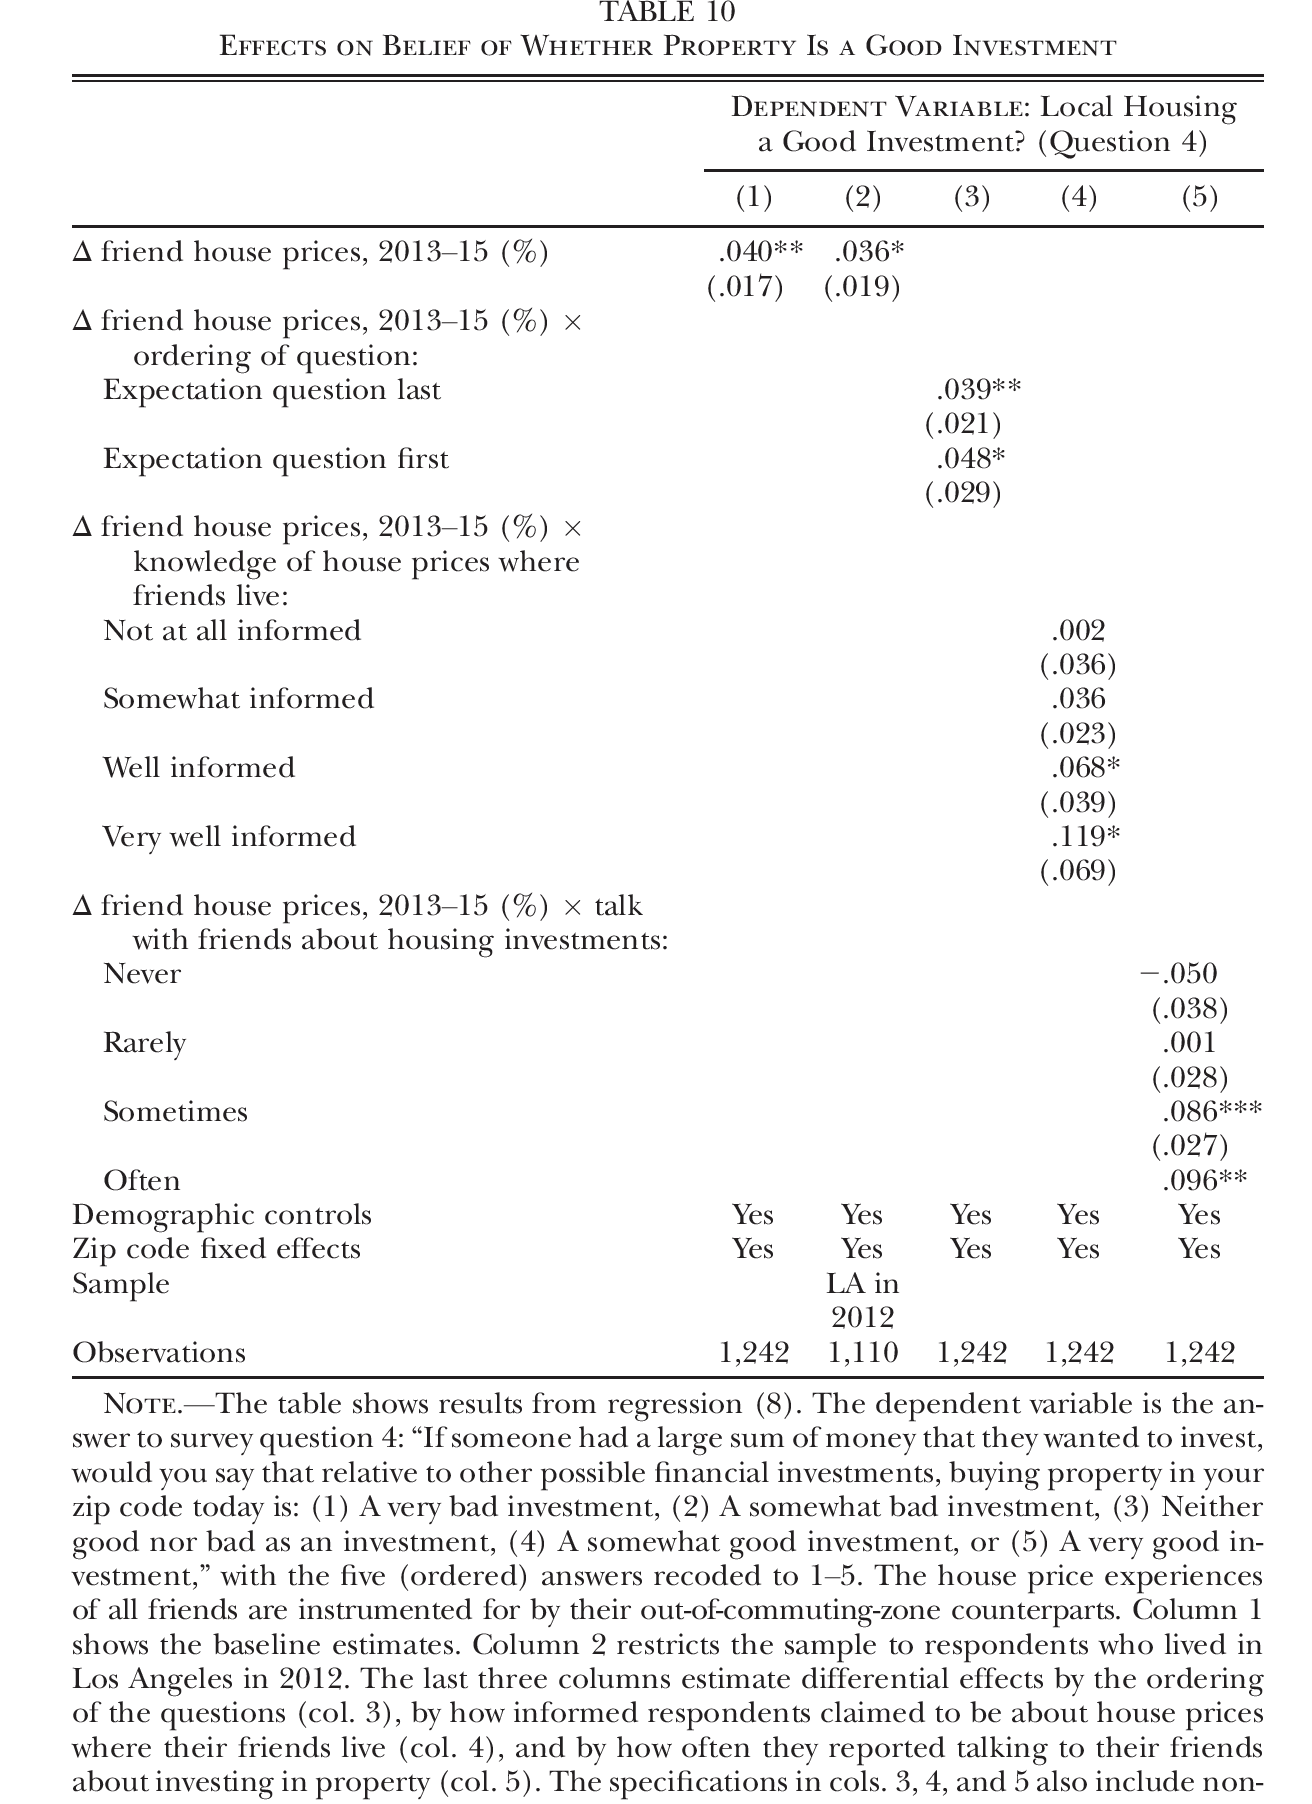 TABLE 10
Effects on Belief of Whether Property Is a Good Investment
Dependent Variable: Local Housing
a Good Investment? (Question 4)
(1) (2) (3) (4) (5)
Δ friend house prices, 2013–15 (%) .040** .036*
(.017) (.019)
Δ friend house prices, 2013–15 (%) ×
ordering of question:
Expectation question last .039**
(.021)
Expectation question first .048*
(.029)
Δ friend house prices, 2013–15 (%) ×
knowledge of house prices where
friends live:
Not at all informed .002
(.036)
Somewhat informed .036
(.023)
Well informed .068*
(.039)
Very well informed .119*
(.069)
Δ friend house prices, 2013–15 (%) × talk
with friends about housing investments:
Never −.050
(.038)
Rarely .001
(.028)
Sometimes .086***
(.027)
Often .096**
Demographic controls Yes Yes Yes Yes Yes
Zip code fixed effects Yes Yes Yes Yes Yes
Sample LA in
2012
Observations 1,242 1,110 1,242 1,242 1,242
Note.—The table shows results from regression (8). The dependent variable is the an-
swer to survey question 4: “If someone had a large sum of money that they wanted to invest,
would you say that relative to other possible financial investments, buying property in your
zip code today is: (1) A very bad investment, (2) A somewhat bad investment, (3) Neither
good nor bad as an investment, (4) A somewhat good investment, or (5) A very good in-
vestment,” with the five (ordered) answers recoded to 1–5. The house price experiences
of all friends are instrumented for by their out-of-commuting-zone counterparts. Column 1
shows the baseline estimates. Column 2 restricts the sample to respondents who lived in
Los Angeles in 2012. The last three columns estimate differential effects by the ordering
of the questions (col. 3), by how informed respondents claimed to be about house prices
where their friends live (col. 4), and by how often they reported talking to their friends
about investing in property (col. 5). The specifications in cols. 3, 4, and 5 also include non-